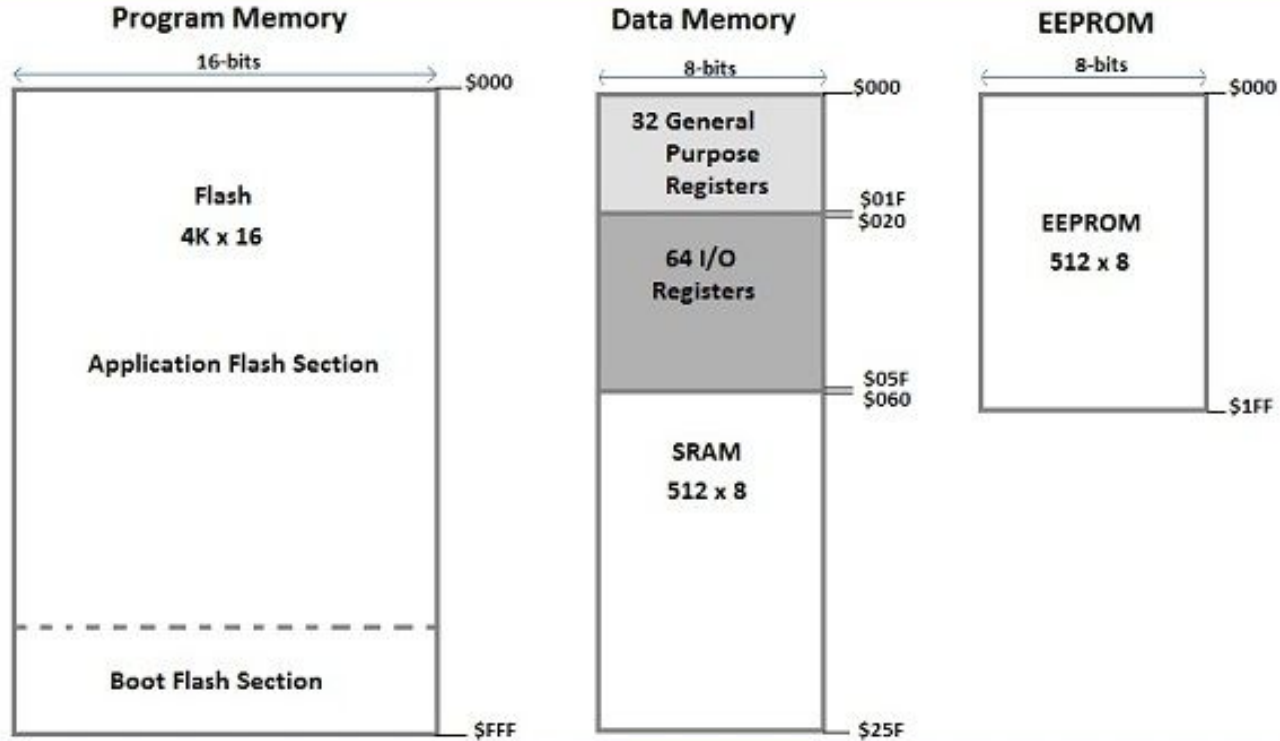 Program Memory
16-bits
$000
Flash
4K x 16
Application Flash Section
Boot Flash Section
$FFF
Data Memory
8-bits
$000
32 General
Purpose
Registers
$01F
$020
64 I/O
Registers
$05F
$060
SRAM
512 x 8
$25F
EEPROM
8-bits
$000
EEPROM
512 x 8
$1FF